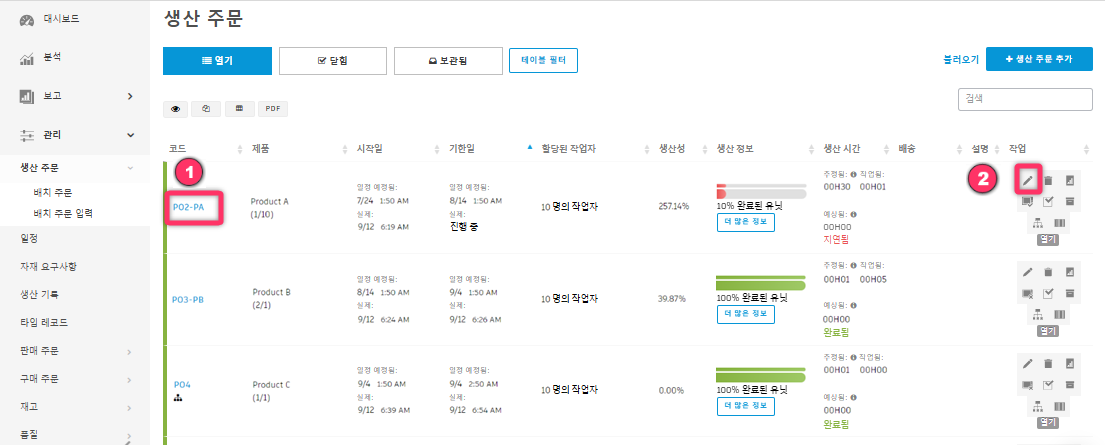 대시보드
분석
보고
관리
생산 주문
배치 주문
배치 주문 입력
일정
자재 요구사항
생산 기록
타임 레코드
판매 주문
구매 주문
재고
품질
생산 주문
열기
닫힘
보관됨
테이블 필터
불러오기
+ 생산 주문 추가
PDF
검색
코드 제품 시작일 기한일 할당된 작업자 생산성 생산 정보 생산 시간 배송 설명 작업
1
2
PO2-PA
Product A
(1/10)
일정 예정됨:
7/24 1:50 AM
실제:
9/12 6:19 AM
일정 예정됨:
8/14 1:50 AM
실제:
진행 중
10 명의 작업자
257.14%
10% 완료된 유닛
더 많은 정보
추정됨: 작업됨:
00H30 00H01
예상됨:
00H00
지연됨
열기
PO3-PB
Product B
(2/1)
일정 예정됨:
8/14 1:50 AM
실제:
9/12 6:24 AM
일정 예정됨:
9/4 1:50 AM
실제:
9/12 6:26 AM
10 명의 작업자
39.87%
100% 완료된 유닛
더 많은 정보
추정됨: 작업됨:
00H01 00H05
예상됨:
00H00
완료됨
열기
PO4
Product C
(1/1)
일정 예정됨:
9/4 1:50 AM
실제:
9/12 6:39 AM
일정 예정됨:
9/4 2:50 AM
실제:
9/12 6:54 AM
10 명의 작업자
0.00%
100% 완료된 유닛
더 많은 정보
추정됨: 작업됨:
00H01 00H00
예상됨:
00H00
완료됨
열기